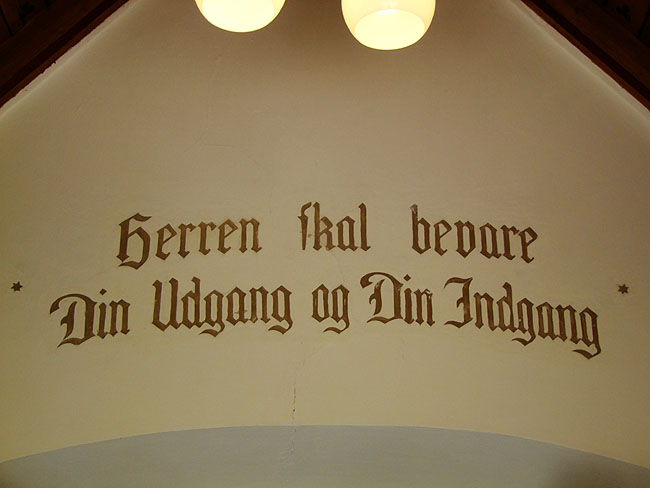 Herren skal bevare
Din Udgang og Din Indgang